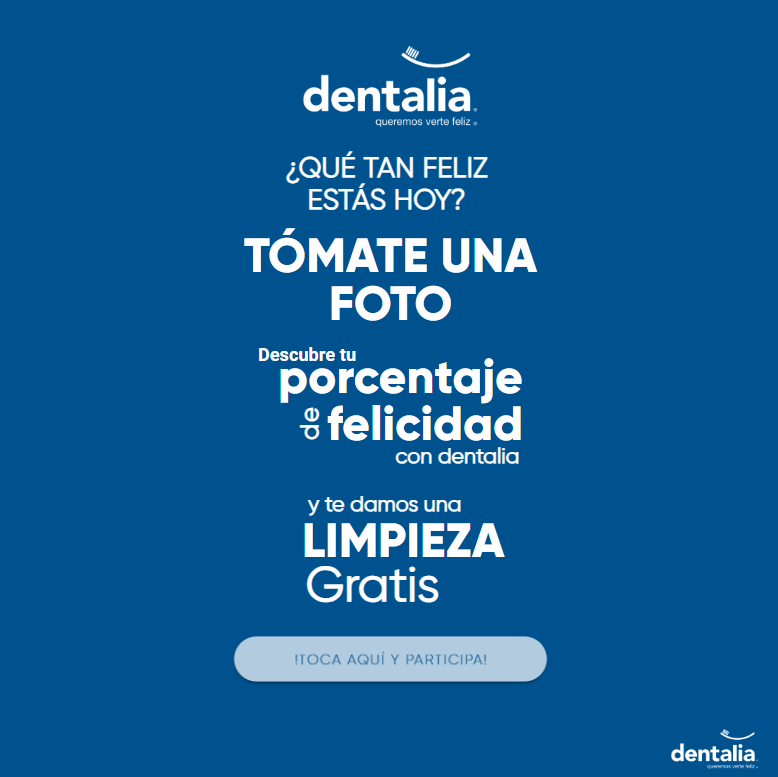 dentalia
queremos verte feliz
¿QUÉ TAN FELIZ
ESTÁS HOY?
TÓMATE UNA
FOTO
Descubre tu
porcentaje
de felicidad
con dentalia
y te damos una
LIMPIEZA
Gratis
!TOCA AQUÍ Y PARTICIPA!
dentalia
queremos verte feliz